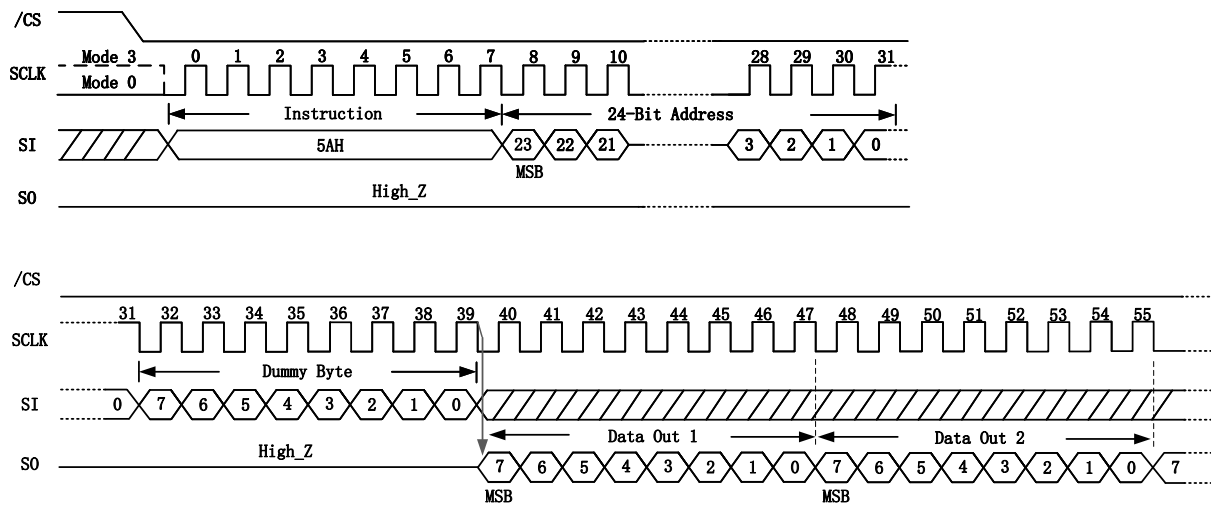 /CS
Mode 3 0 1 2 3 4 5 6 7 8 9 10 28 29 30 31
SCLK
Mode 0
Instruction 24-Bit Address
SI 5AH 23 22 21 3 2 1 0
MSB
SO High_Z
/CS
31 32 33 34 35 36 37 38 39 40 41 42 43 44 45 46 47 48 49 50 51 52 53 54 55
SCLK
Dummy Byte
SI 0 7 6 5 4 3 2 1 0
Data Out 1 Data Out 2
High_Z
SO 7 6 5 4 3 2 1 0 7 6 5 4 3 2 1 0 7
MSB MSB